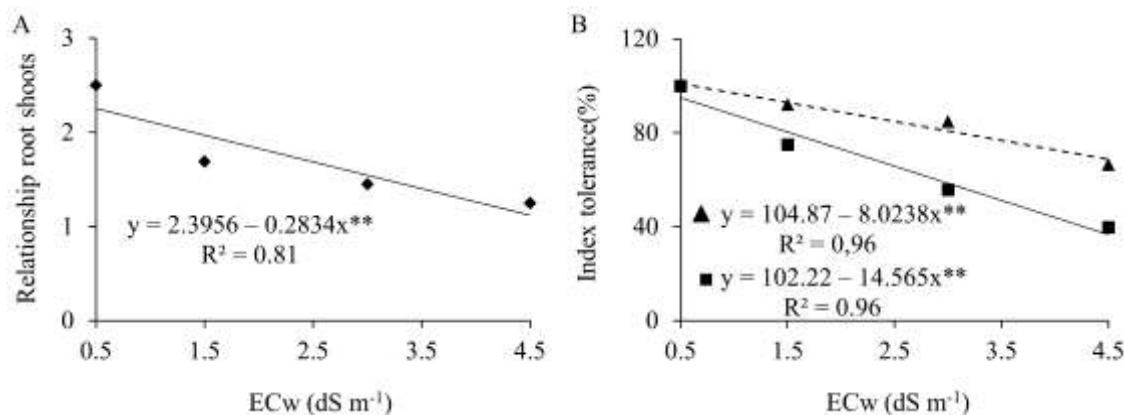 A
Relationship root shoots
3
2
1
0
y = 2.3956 – 0.2834x**
R² = 0.81
0.5 1.5 2.5 3.5 4.5
ECw (dS m⁻¹)
B
Index tolerance(%)
120
80
40
0
y = 104.87 – 8.0238x**
R² = 0,96
y = 102.22 – 14.565x**
R² = 0.96
0.5 1.5 2.5 3.5 4.5
ECw (dS m⁻¹)